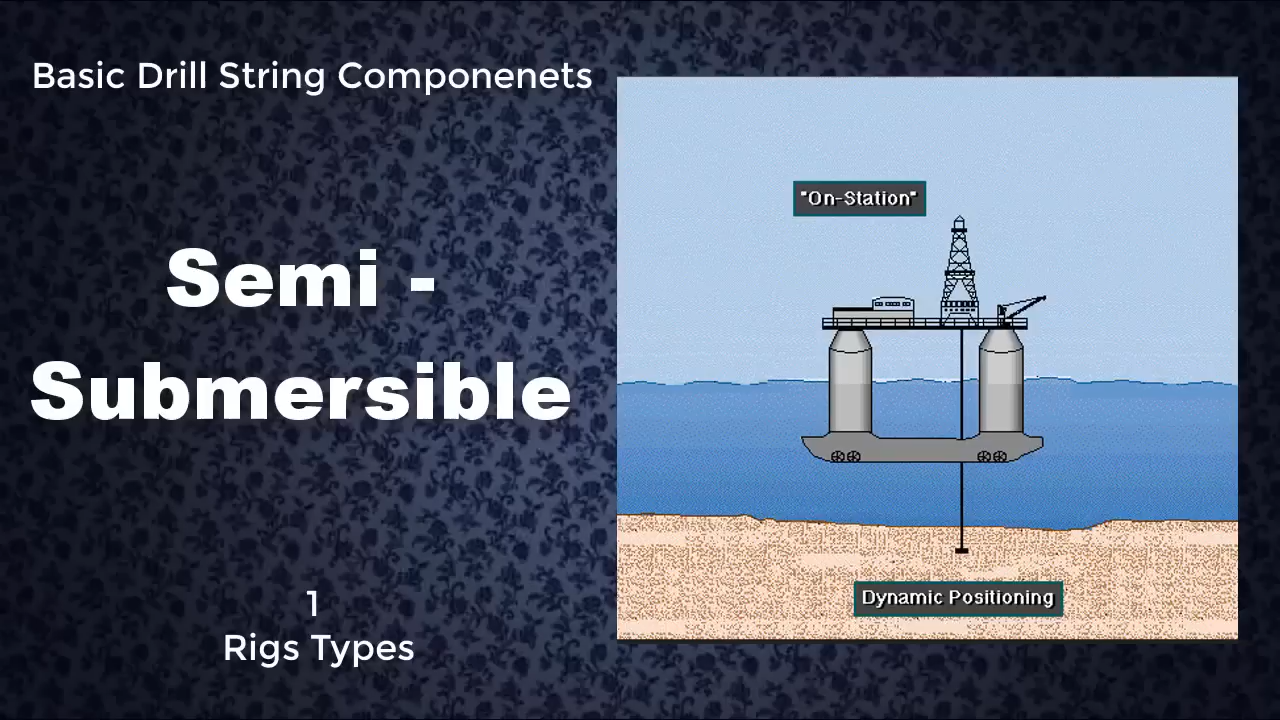 Basic Drill String Componenets
Semi -
Submersible
1
Rigs Types
"On-Station"
Dynamic Positioning